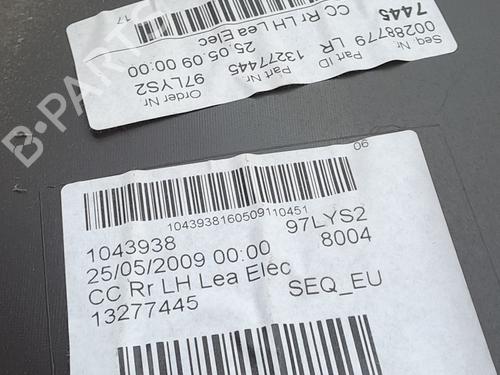 7445
Seq Nr
00288779
Part ID
LR
Part Nr
13277445
Order Nr
97LYS2
CC Rr LH Lea Elec
25.05.09 00:00
17
B-PARTS
06
1043938160509110451
1043938
97LYS2
25/05/2009 00:00
8004
CC Rr LH Lea Elec
13277445
SEQ_EU